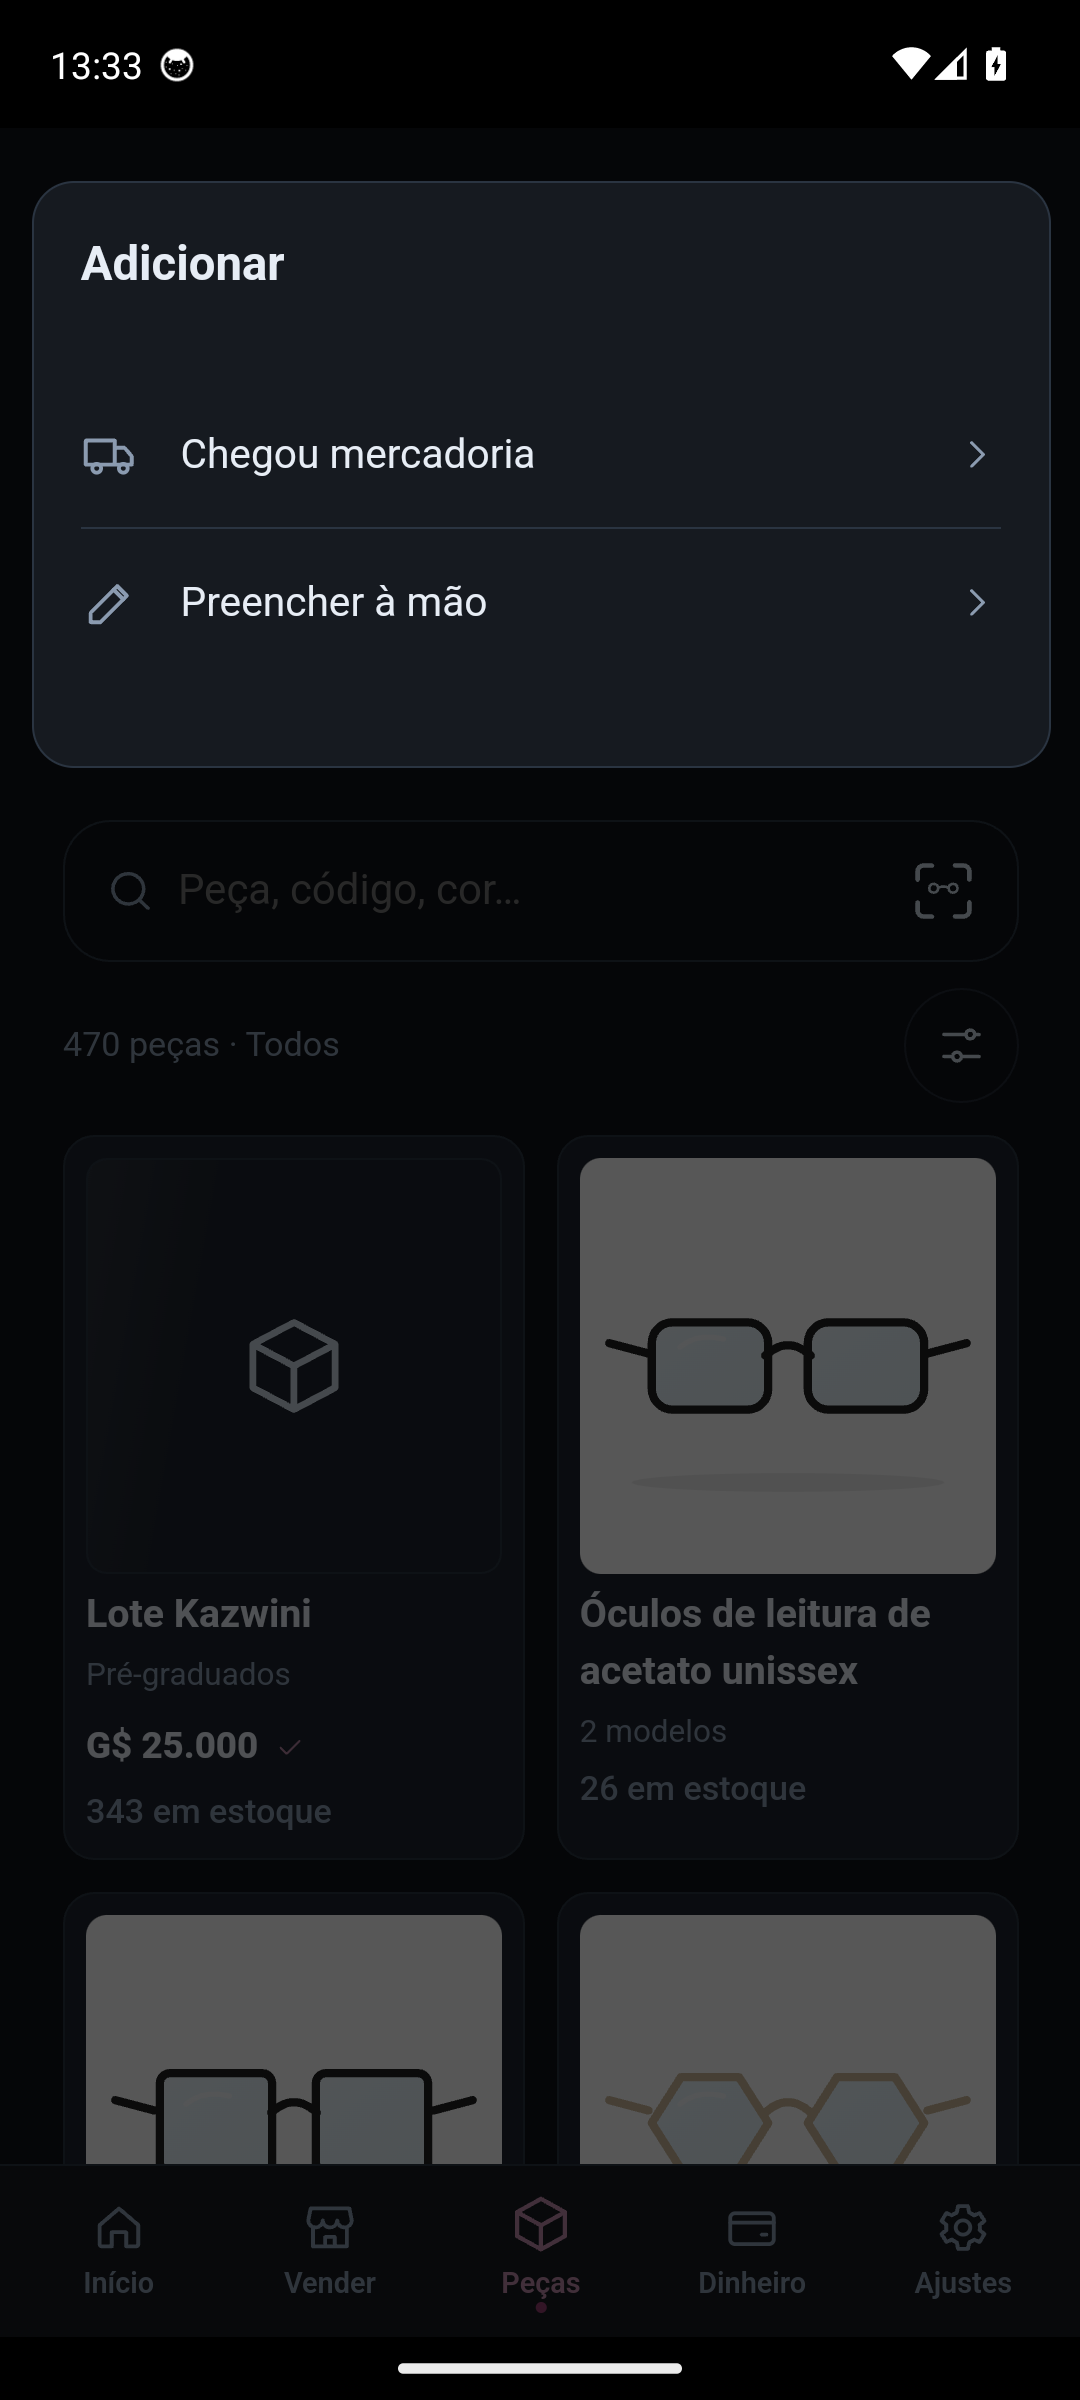 13:33
Adicionar
Chegou mercadoria
Preencher à mão
Peça, código, cor...
470 peças · Todos
Lote Kazwini
Pré-graduados
G$ 25.000
343 em estoque
Óculos de leitura de
acetato unissex
2 modelos
26 em estoque
Início
Vender
Peças
Dinheiro
Ajustes